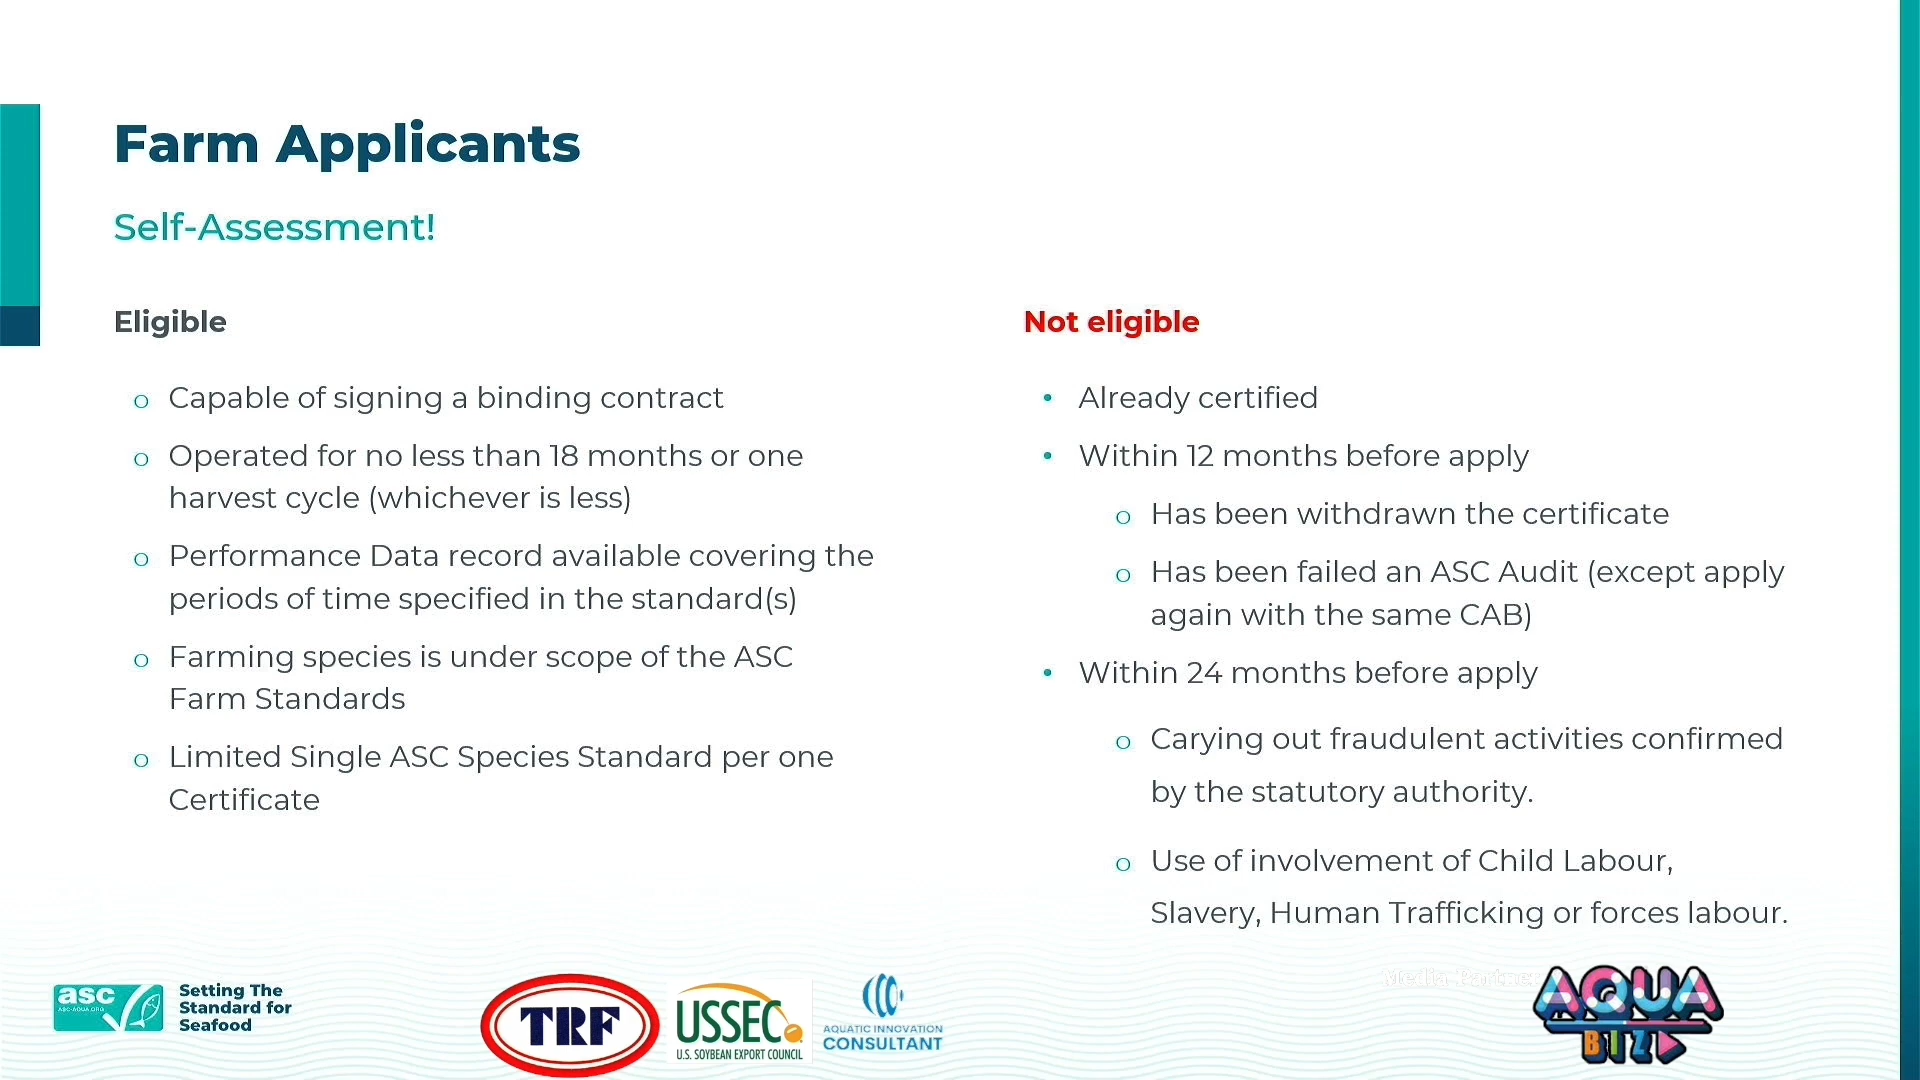 Farm Applicants
Self-Assessment!
Eligible
o Capable of signing a binding contract
o Operated for no less than 18 months or one
harvest cycle (whichever is less)
o Performance Data record available covering the
periods of time specified in the standard(s)
o Farming species is under scope of the ASC
Farm Standards
o Limited Single ASC Species Standard per one
Certificate
Not eligible
• Already certified
• Within 12 months before apply
o Has been withdrawn the certificate
o Has been failed an ASC Audit (except apply
again with the same CAB)
• Within 24 months before apply
o Carying out fraudulent activities confirmed
by the statutory authority.
o Use of involvement of Child Labour,
Slavery, Human Trafficking or forces labour.
asc
ASC-AQUA.ORG
Setting The
Standard for
Seafood
TRF
USSEC
U.S. SOYBEAN EXPORT COUNCIL
AQUATIC INNOVATION
CONSULTANT
Media Partner
AQUA
BIZ